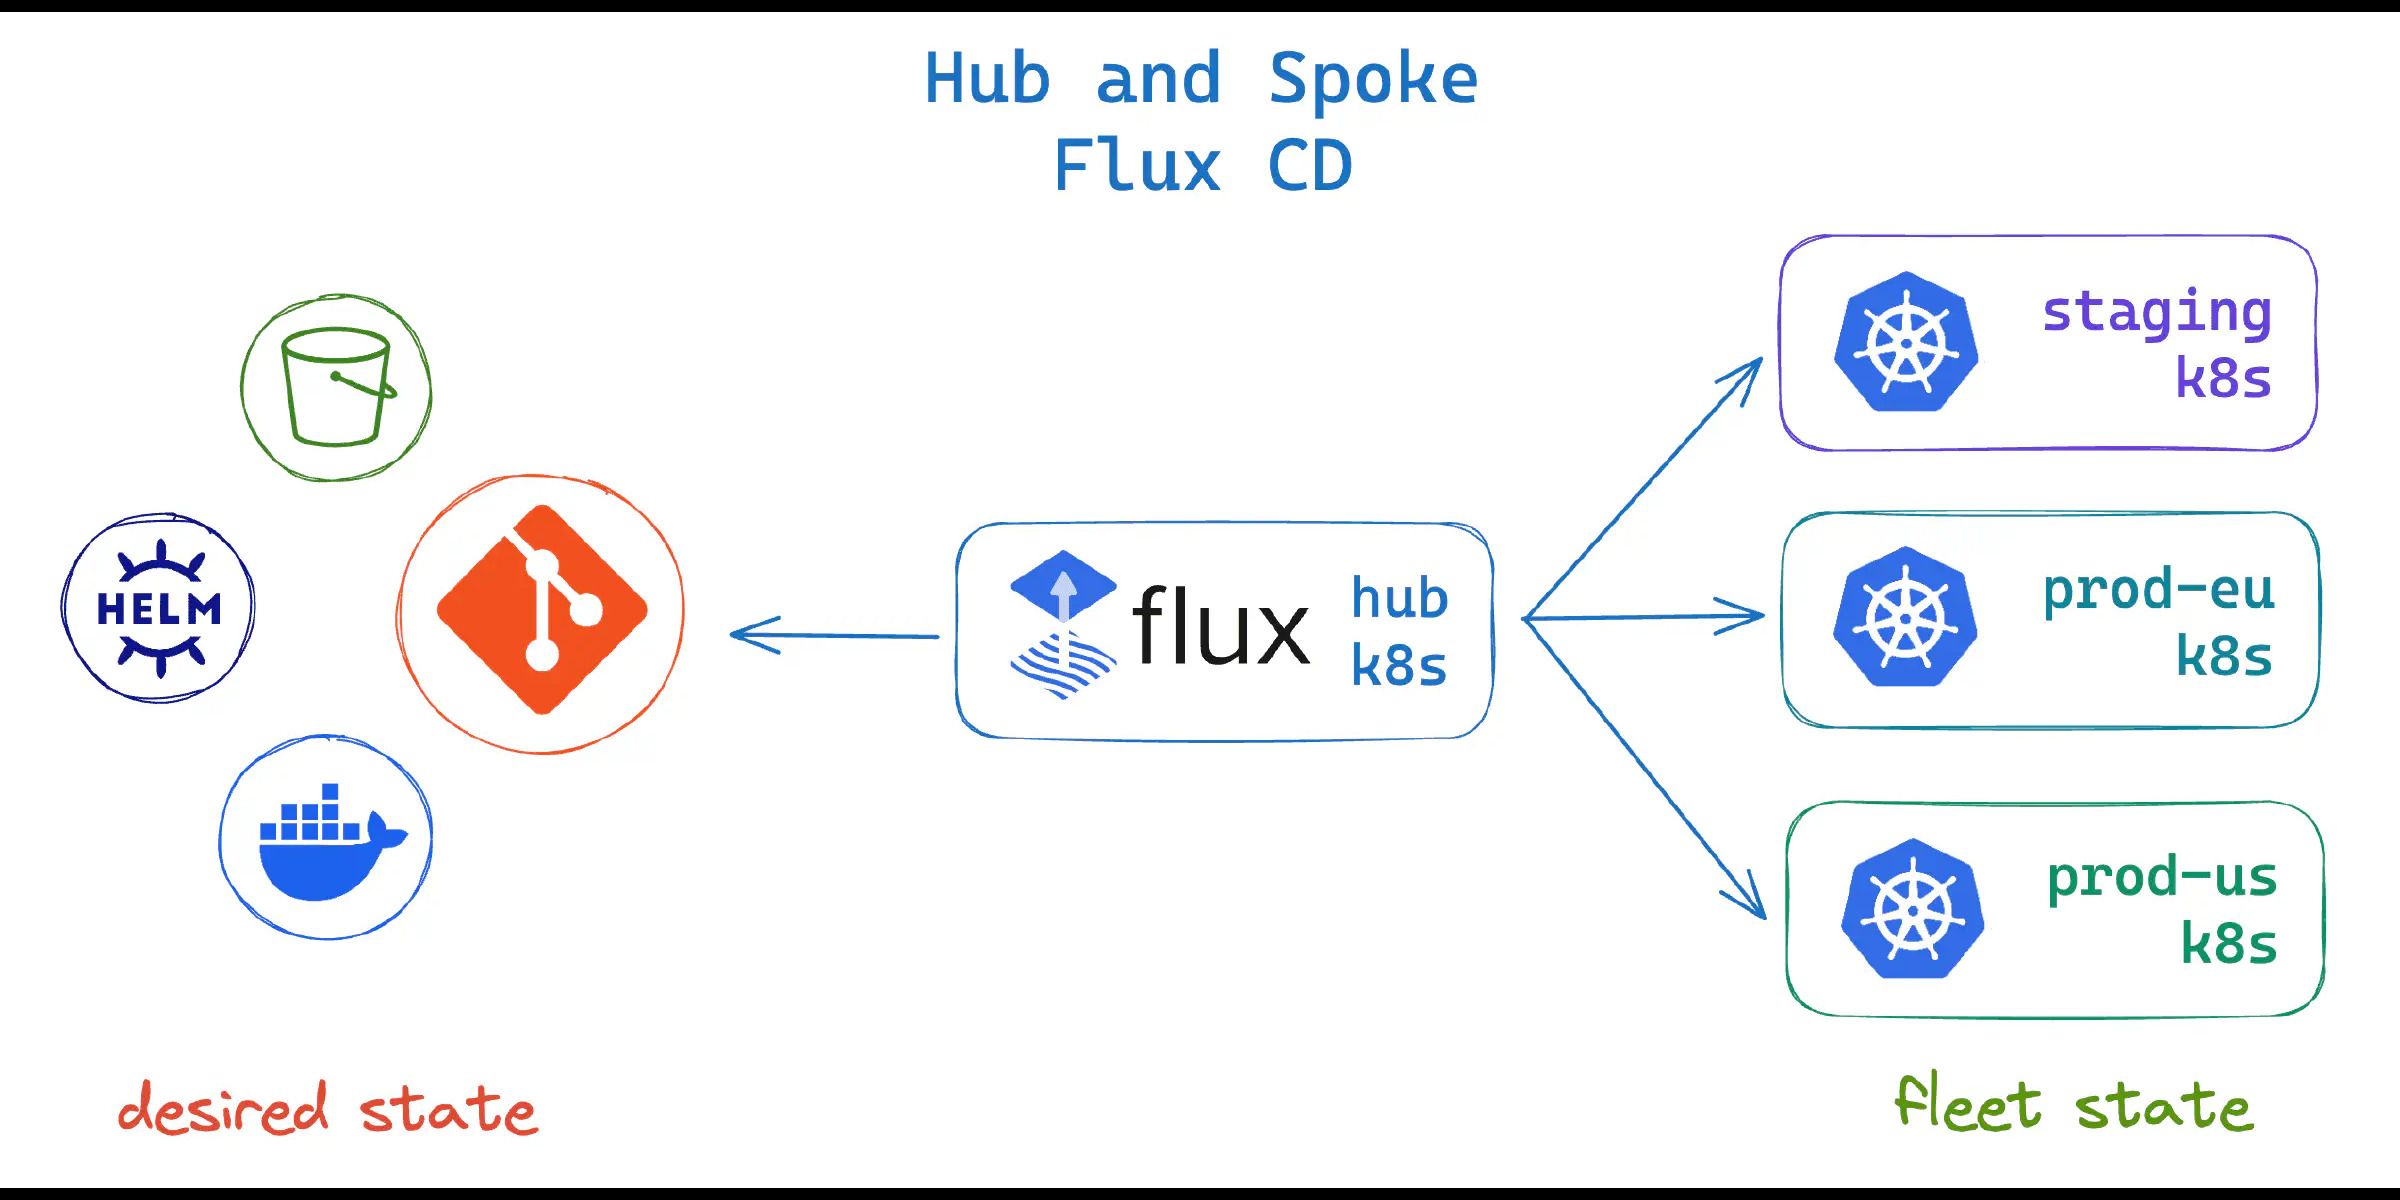 Hub and Spoke
Flux CD
HELM
flux
hub
k8s
staging
k8s
prod-eu
k8s
prod-us
k8s
desired state
fleet state